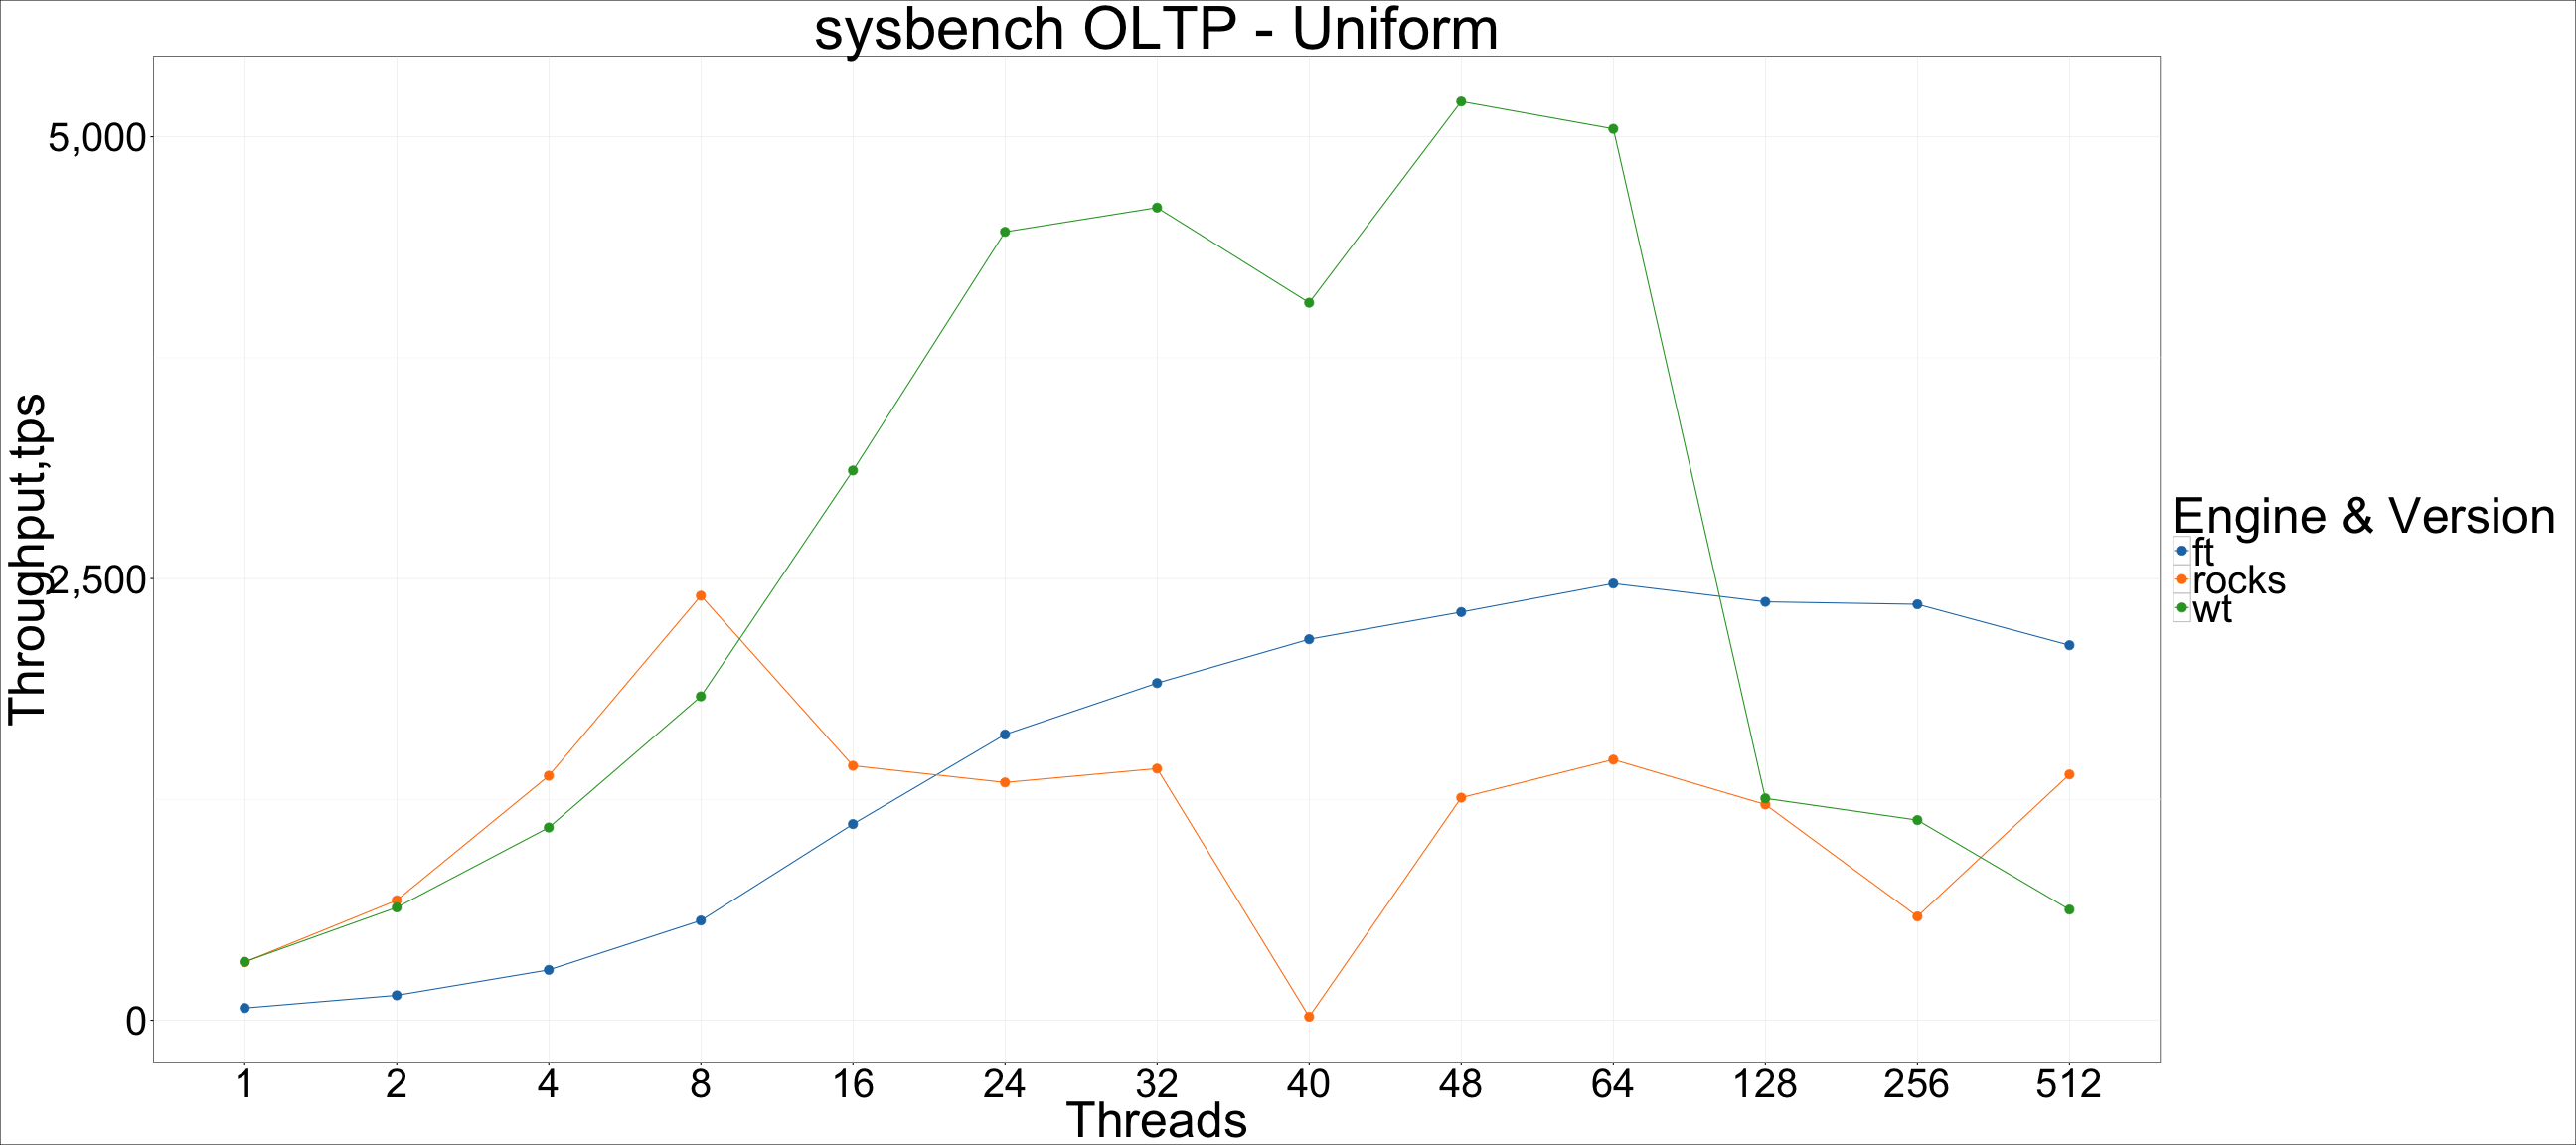 sysbench OLTP - Uniform
Throughput,tps
5,000
2,500
0
1 2 4 8 16 24 32 40 48 64 128 256 512
Threads
Engine & Version
ft
rocks
wt